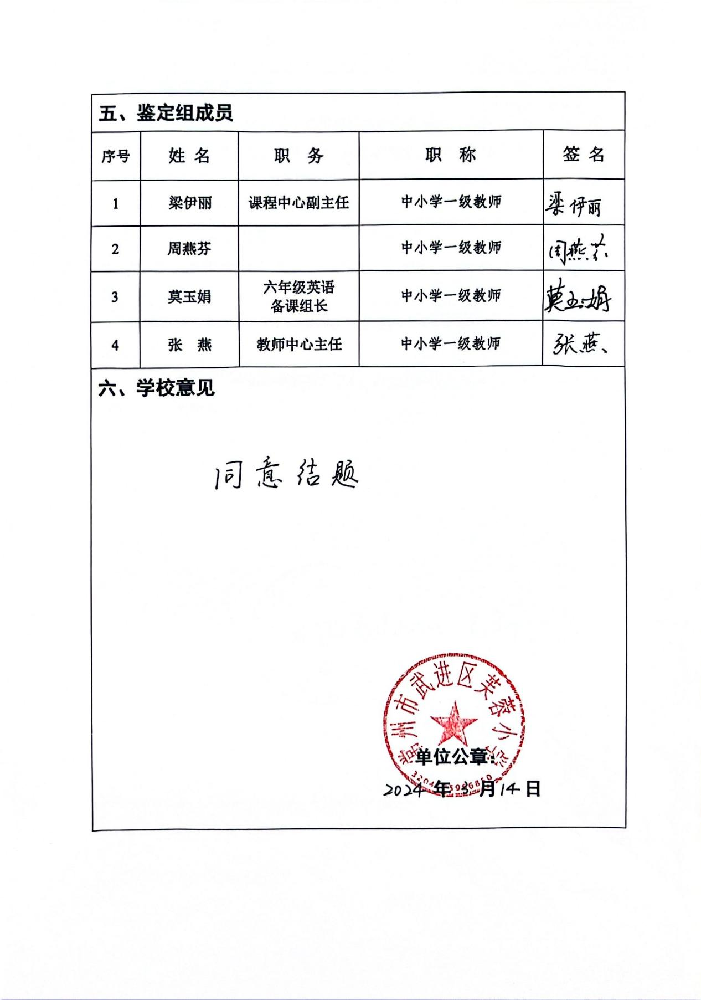 五、鉴定组成员
序号 姓 名 职 务 职 称 签 名
1 梁伊丽 课程中心副主任 中小学一级教师 梁伊丽
2 周燕芬 中小学一级教师 周燕芬
3 莫玉娟 六年级英语
备课组长 中小学一级教师 莫玉娟
4 张 燕 教师中心主任 中小学一级教师 张燕
六、学校意见
同意结题
常州市武进区芙蓉小学
单位公章:
2024 年 3 月 14 日